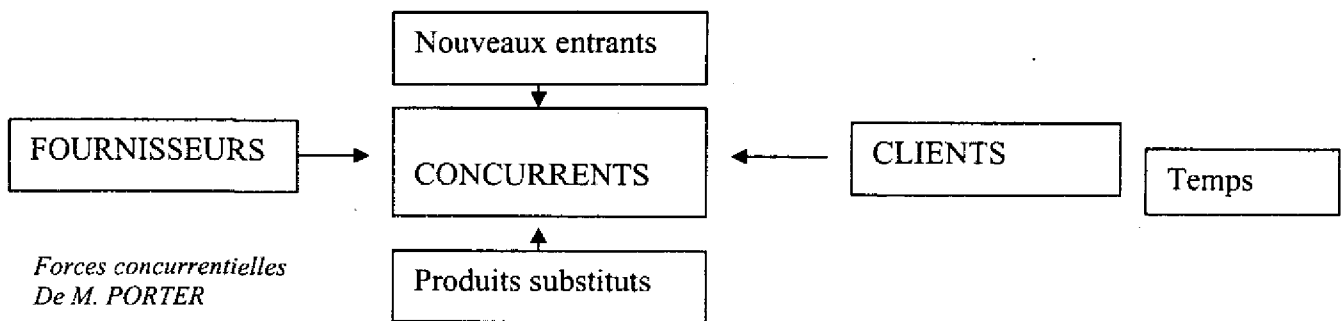 Nouveaux entrants
FOURNISSEURS
CONCURRENTS
CLIENTS
Temps
Produits substituts
Forces concurrentielles
De M. PORTER